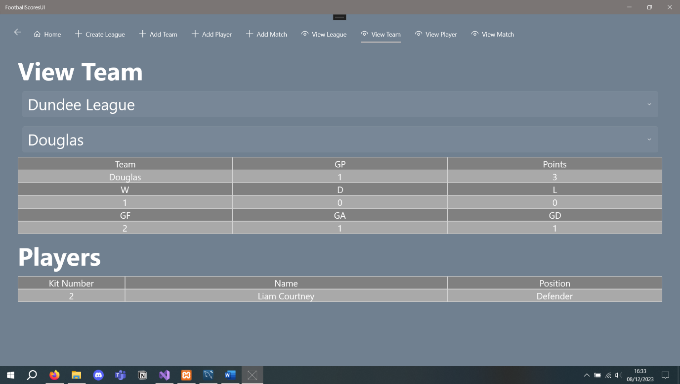 Football ScoresUI
Home Create League Add Team Add Player Add Match View League View Team View Player View Match
View Team
Dundee League
Douglas
Team GP Points
Douglas 1 3
W D L
1 0 0
GF GA GD
2 1 1
Players
Kit Number Name Position
2 Liam Courtney Defender
16:33
08/12/2023